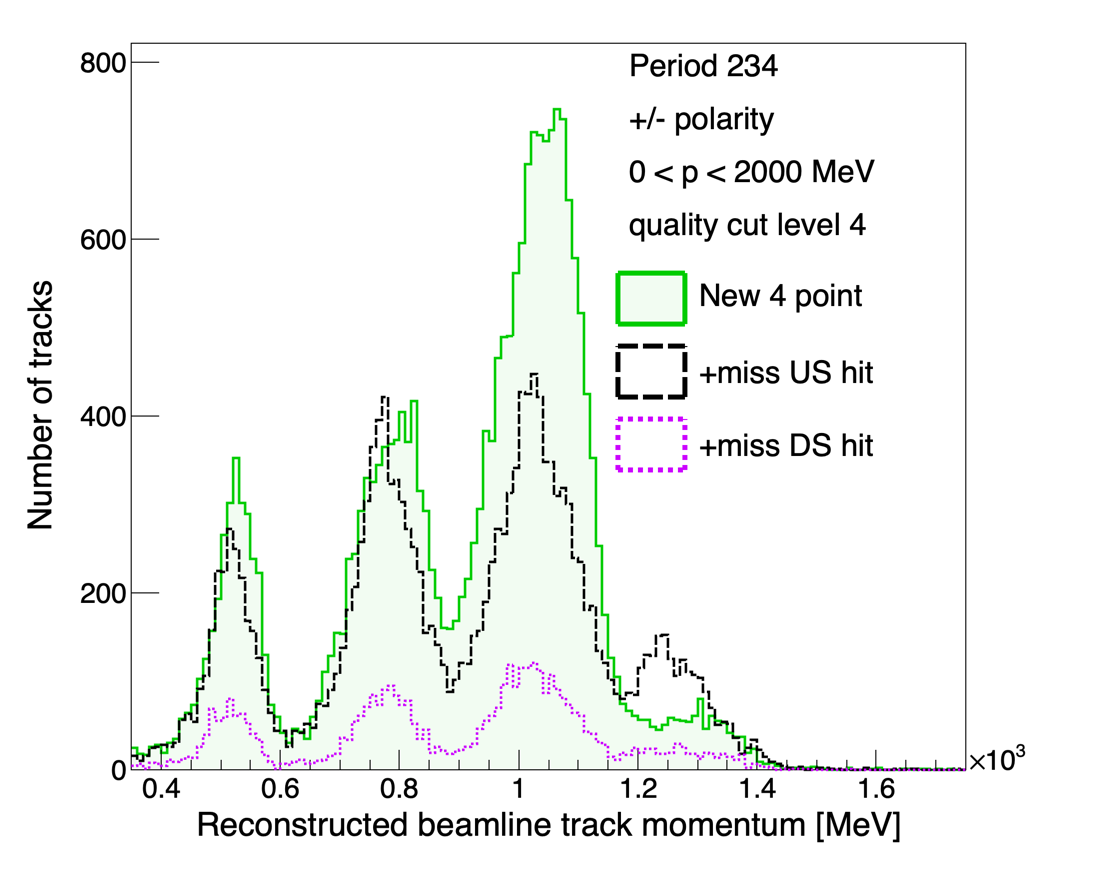 800
600
400
200
0
Number of tracks
Period 234
+/- polarity
0 < p < 2000 MeV
quality cut level 4
New 4 point
+miss US hit
+miss DS hit
0.4 0.6 0.8 1 1.2 1.4 1.6
×10³
Reconstructed beamline track momentum [MeV]